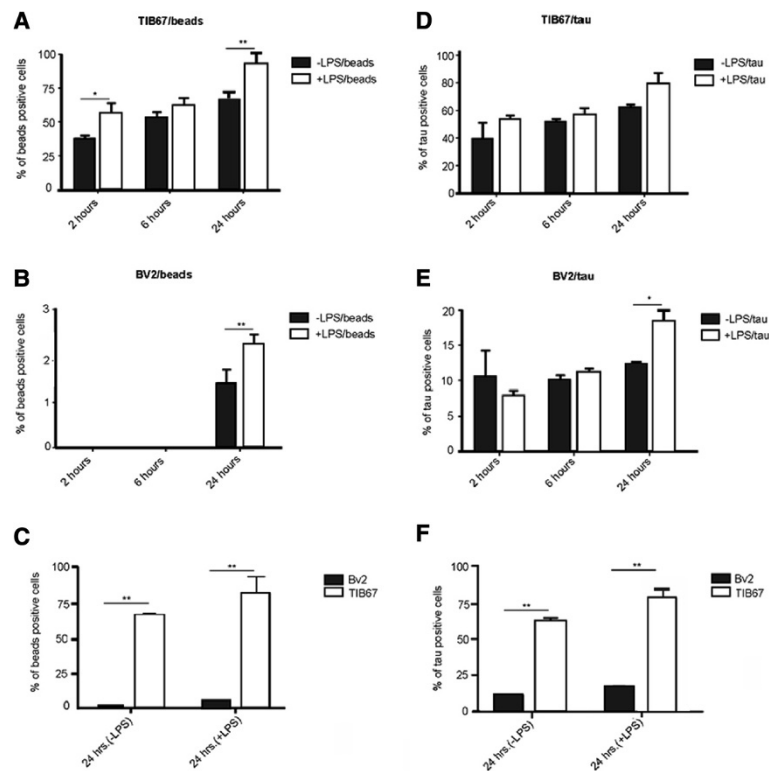 A
TIB67/beads
% of beads positive cells
100
75
50
25
0
*
**
-LPS/beads
+LPS/beads
2 hours
6 hours
24 hours
D
TIB67/tau
% of tau positive cells
100
80
60
40
20
0
-LPS/tau
+LPS/tau
2 hours
6 hours
24 hours
B
BV2/beads
% of beads positive cells
3
2
1
0
**
-LPS/beads
+LPS/beads
2 hours
6 hours
24 hours
E
BV2/tau
% of tau positive cells
20
15
10
5
0
*
-LPS/tau
+LPS/tau
2 hours
6 hours
24 hours
C
% of beads positive cells
100
75
50
25
0
**
**
Bv2
TIB67
24 hrs.(-LPS)
24 hrs.(+LPS)
F
% of tau positive cells
100
75
50
25
0
**
**
Bv2
TIB67
24 hrs.(-LPS)
24 hrs.(+LPS)